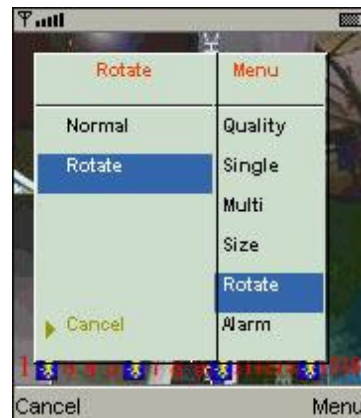 Rotate
Normal
Rotate
Cancel
Menu
Quality
Single
Multi
Size
Rotate
Alarm
Cancel
Menu